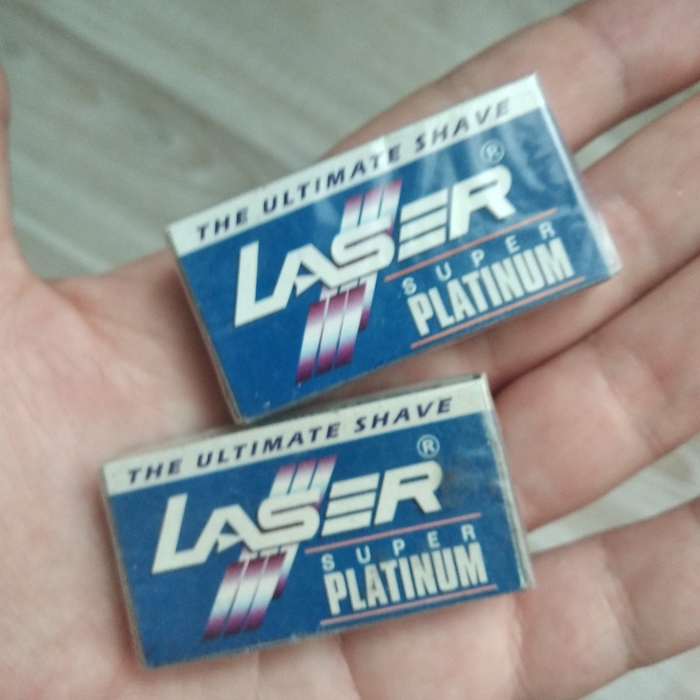 THE ULTIMATE SHAVE
LASER®
SUPER
PLATINUM
THE ULTIMATE SHAVE
LASER®
SUPER
PLATINUM